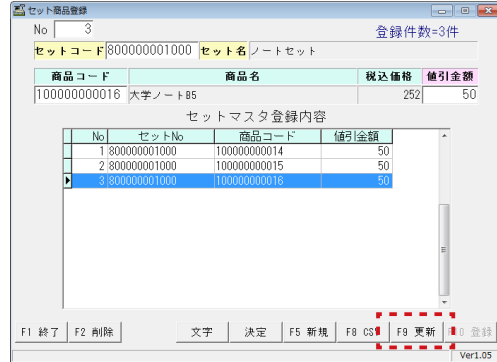 セット商品登録
No 3 登録件数=3件
セットコード 800000001000 セット名 ノートセット
商品コード 商品名 税込価格 値引金額
100000000016 大学ノートB5 252 50
セットマスタ登録内容
No セットNo 商品コード 値引金額
1 800000001000 100000000014 50
2 800000001000 100000000015 50
3 800000001000 100000000016 50
F1 終了 F2 削除 文字 決定 F5 新規 F8 CS F9 更新 登録
Ver1.05